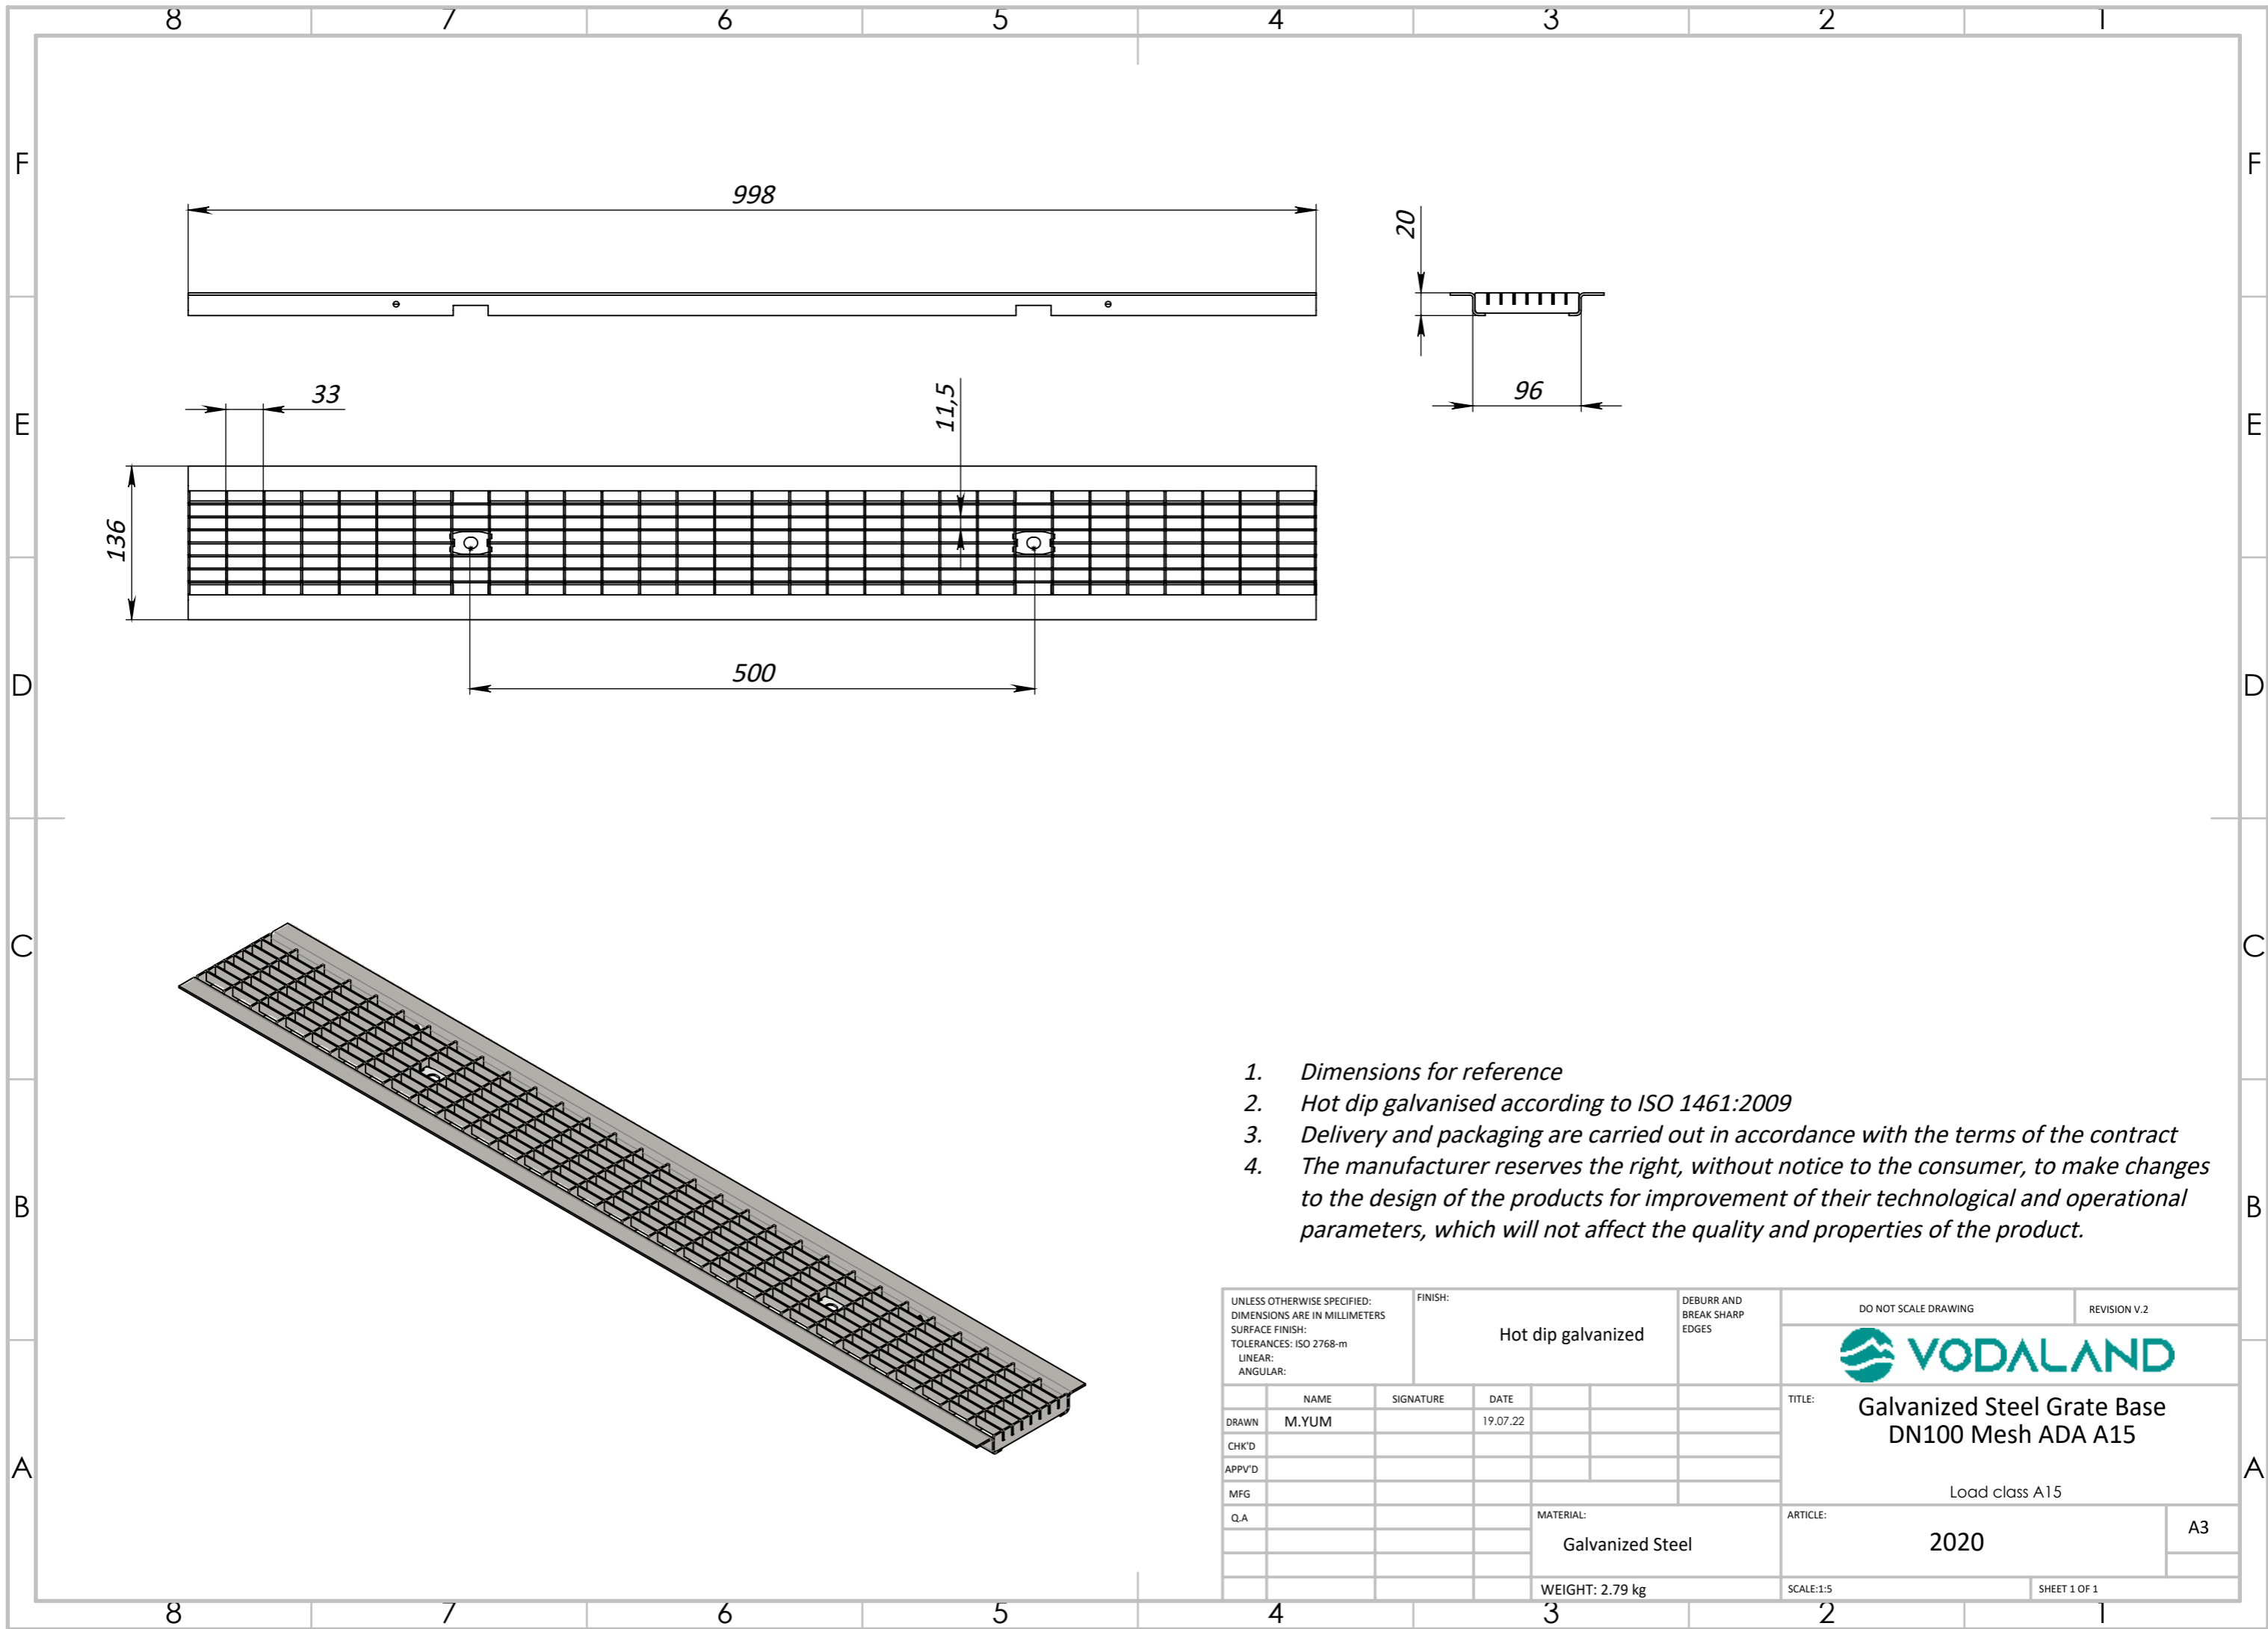 8 7 6 5 4 3 2 1
F F
998
20
33
11,5
96
E E
136
500
D D
C C
1. Dimensions for reference
2. Hot dip galvanised according to ISO 1461:2009
3. Delivery and packaging are carried out in accordance with the terms of the contract
4. The manufacturer reserves the right, without notice to the consumer, to make changes
to the design of the products for improvement of their technological and operational
parameters, which will not affect the quality and properties of the product.
B B
UNLESS OTHERWISE SPECIFIED:
DIMENSIONS ARE IN MILLIMETERS
SURFACE FINISH:
TOLERANCES: ISO 2768-m
LINEAR:
ANGULAR:
FINISH:
Hot dip galvanized
DEBURR AND
BREAK SHARP
EDGES
DO NOT SCALE DRAWING
REVISION V.2
VODALAND
NAME SIGNATURE DATE
DRAWN M.YUM 19.07.22
CHK'D
APPV'D
MFG
Q.A
TITLE:
Galvanized Steel Grate Base
DN100 Mesh ADA A15
Load class A15
A A
MATERIAL:
Galvanized Steel
ARTICLE:
2020
A3
WEIGHT: 2.79 kg
SCALE:1:5
SHEET 1 OF 1
8 7 6 5 4 3 2 1